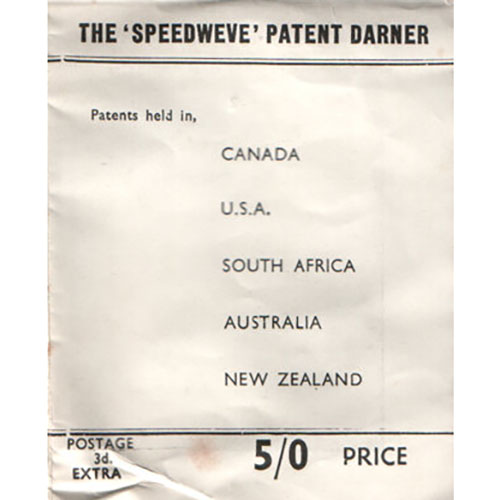 THE 'SPEEDWEVE' PATENT DARNER
Patents held in,
CANADA
U.S.A.
SOUTH AFRICA
AUSTRALIA
NEW ZEALAND
POSTAGE
3d.
EXTRA
5/0 PRICE